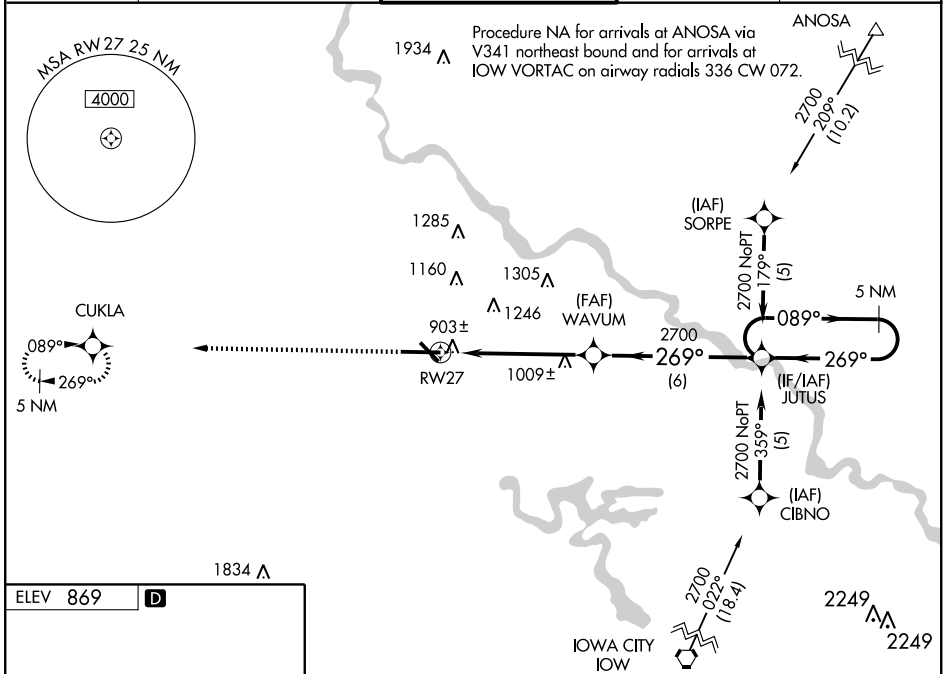 MSA RW27 25 NM
4000
1934
Procedure NA for arrivals at ANOSA via
V341 northeast bound and for arrivals at
IOW VORTAC on airway radials 336 CW 072.
ANOSA
2700
209°
(10.2)
(IAF)
SORPE
2700 NoPT
179°
(5)
5 NM
089°
269°
(IF/IAF)
JUTUS
1285
1160
1305
1246
(FAF)
WAVUM
2700
269°
(6)
903±
RW27
1009±
CUKLA
089°
269°
5 NM
2700 NoPT
359°
(5)
(IAF)
CIBNO
2700
022°
(18.4)
IOWA CITY
IOW
1834
2249
2249
ELEV 869
D